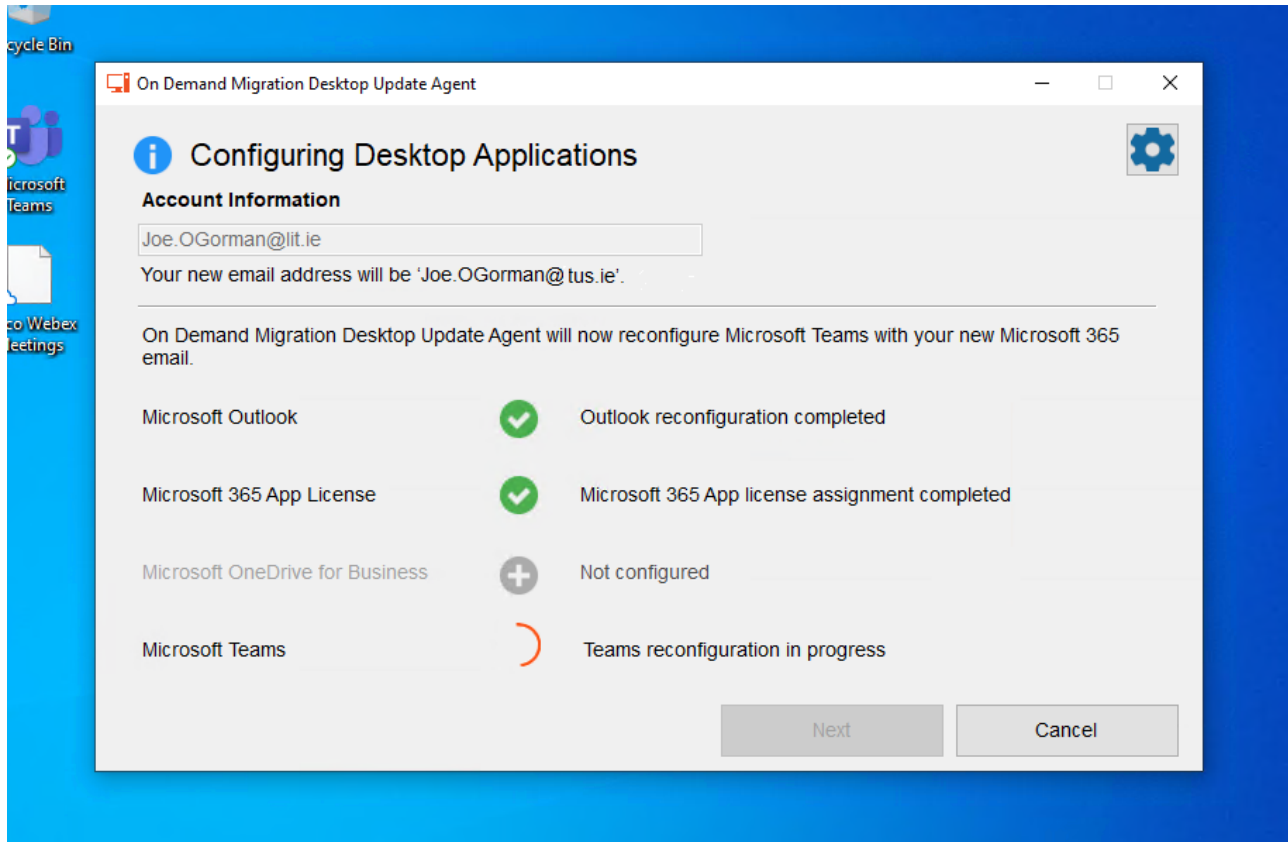 cycle Bin
icrosoft
Teams
co Webex
eetings
On Demand Migration Desktop Update Agent
Configuring Desktop Applications
Account Information
Joe.OGorman@lit.ie
Your new email address will be ‘Joe.OGorman@tus.ie’.
On Demand Migration Desktop Update Agent will now reconfigure Microsoft Teams with your new Microsoft 365
email.
Microsoft Outlook Outlook reconfiguration completed
Microsoft 365 App License Microsoft 365 App license assignment completed
Microsoft OneDrive for Business Not configured
Microsoft Teams Teams reconfiguration in progress
Next Cancel